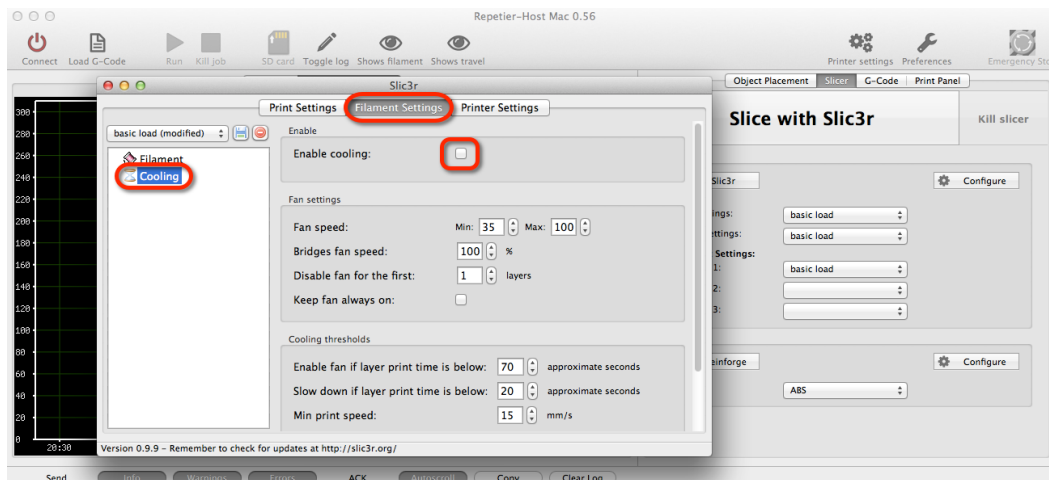 Repetier-Host Mac 0.56
Connect Load G-Code Run Kill job SD card Toggle log Shows filament Shows travel Printer settings Preferences Emergency Sto
Object Placement Slicer G-Code Print Panel
Slic3r
Print Settings Filament Settings Printer Settings
basic load (modified)
Filament
Cooling
Enable
Enable cooling:
Fan settings
Fan speed: Min: 35 Max: 100
Bridges fan speed: 100 %
Disable fan for the first: 1 layers
Keep fan always on:
Cooling thresholds
Enable fan if layer print time is below: 70 approximate seconds
Slow down if layer print time is below: 20 approximate seconds
Min print speed: 15 mm/s
Version 0.9.9 - Remember to check for updates at http://slic3r.org/
300
280
260
240
220
200
180
160
140
120
100
80
60
40
20
0
20:30
Slice with Slic3r Kill slicer
Slic3r Configure
ings: basic load
ettings: basic load
Settings:
1: basic load
2:
3:
einforge Configure
ABS
Send Info Warnings Errors ACK Autoscroll Copy Clear Log